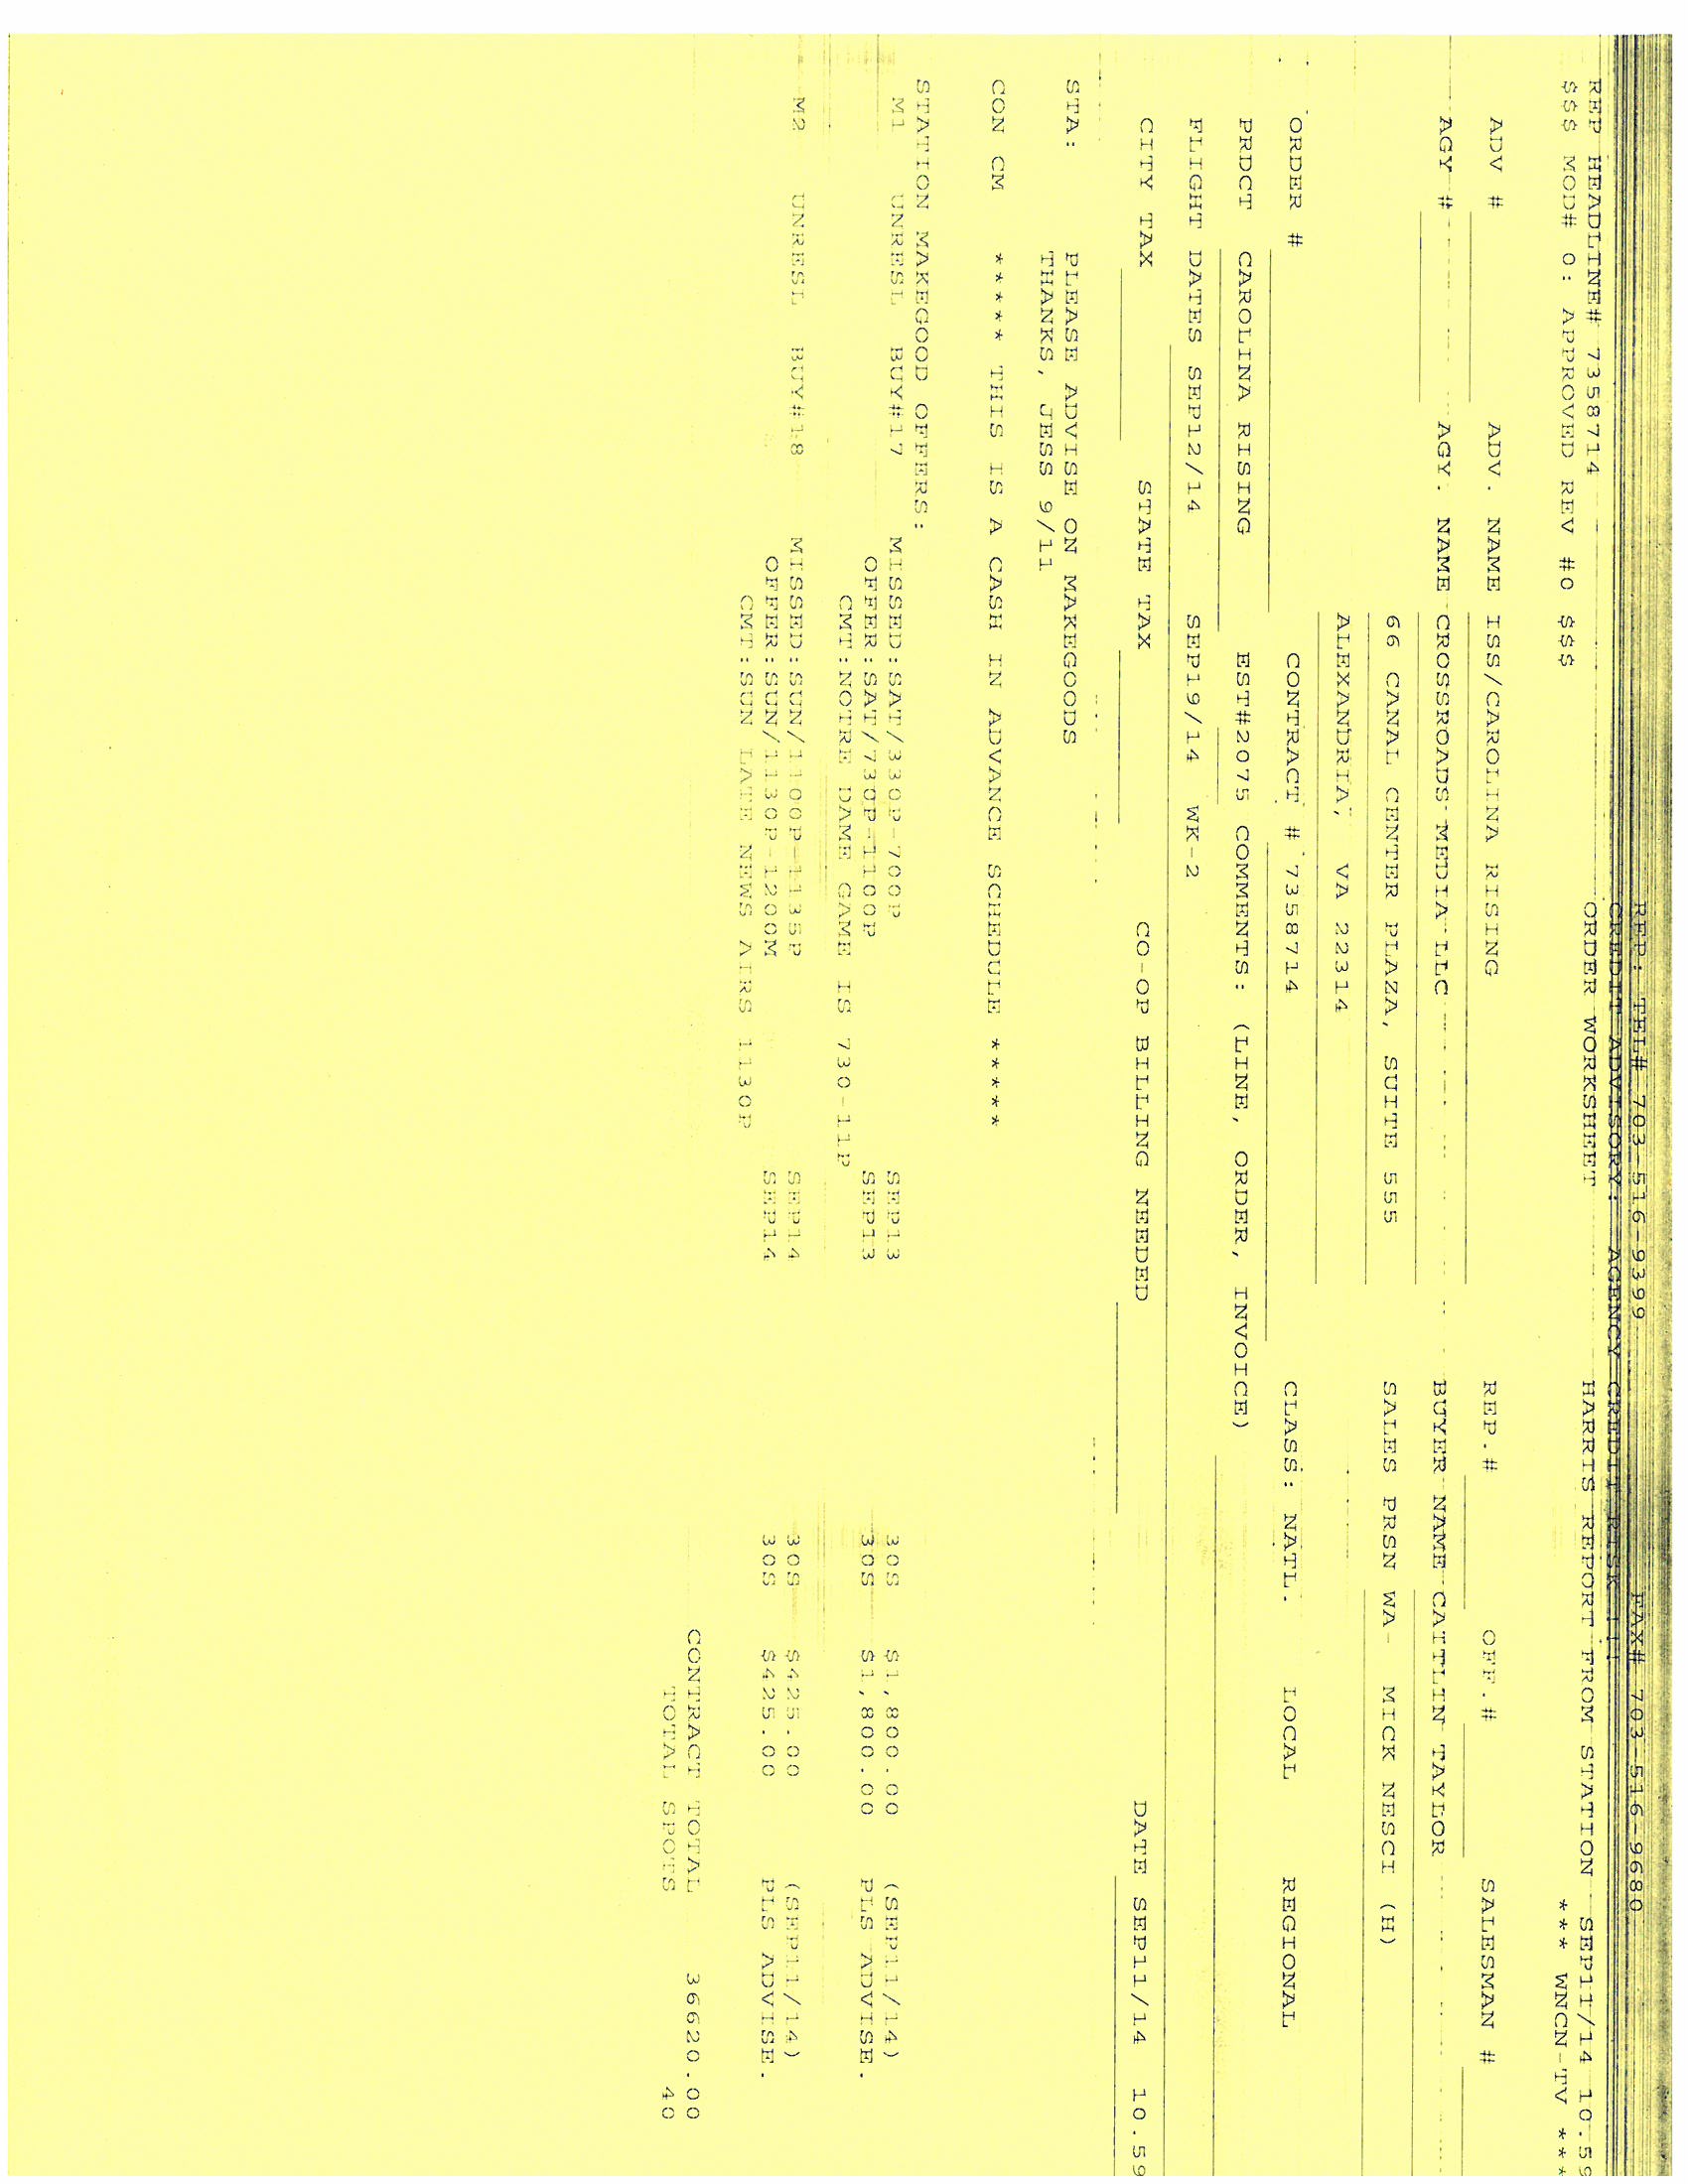 REP. TEL# 703-516-9399 FAX# 703-516-9680
CREDIT ADVISORY: AGENCY CREDIT RISK !!!
REP HEADLINE# 7358714 ORDER WORKSHEET HARRIS REPORT FROM STATION SEP11/14 10.59
$$$ MOD# 0: APPROVED REV #0 $$$ *** WNCN-TV ***
ADV # ADV. NAME ISS/CAROLINA RISING REP.# OFF.# SALESMAN #
AGY # AGY. NAME CROSSROADS MEDIA LLC BUYER NAME CAITLIN TAYLOR
66 CANAL CENTER PLAZA, SUITE 555 SALES PRSN WA- MICK NESCI (H)
ALEXANDRIA, VA 22314
ORDER # CONTRACT # 7358714 CLASS: NATL. LOCAL REGIONAL
PRDCT CAROLINA RISING EST#2075 COMMENTS: (LINE, ORDER, INVOICE)
FLIGHT DATES SEP12/14 SEP19/14 WK-2
CITY TAX STATE TAX CO-OP BILLING NEEDED DATE SEP11/14 10.59
STA: PLEASE ADVISE ON MAKEGOODS
THANKS, JESS 9/11
CON CM ***** THIS IS A CASH IN ADVANCE SCHEDULE *****
STATION MAKEGOOD OFFERS:
M1 UNRESL BUY#17 MISSED:SAT/330P-700P SEP13 30S $1,800.00 (SEP11/14)
OFFER:SAT/730P-1100P SEP13 30S $1,800.00 PLS ADVISE.
CMT:NOTRE DAME GAME IS 730-11P
M2 UNRESL BUY#18 MISSED:SUN/1100P-1135P SEP14 30S $425.00 (SEP11/14)
OFFER:SUN/1130P-1200M SEP14 30S $425.00 PLS ADVISE.
CMT:SUN LATE NEWS AIRS 1130P
CONTRACT TOTAL 36620.00
TOTAL SPOTS 40